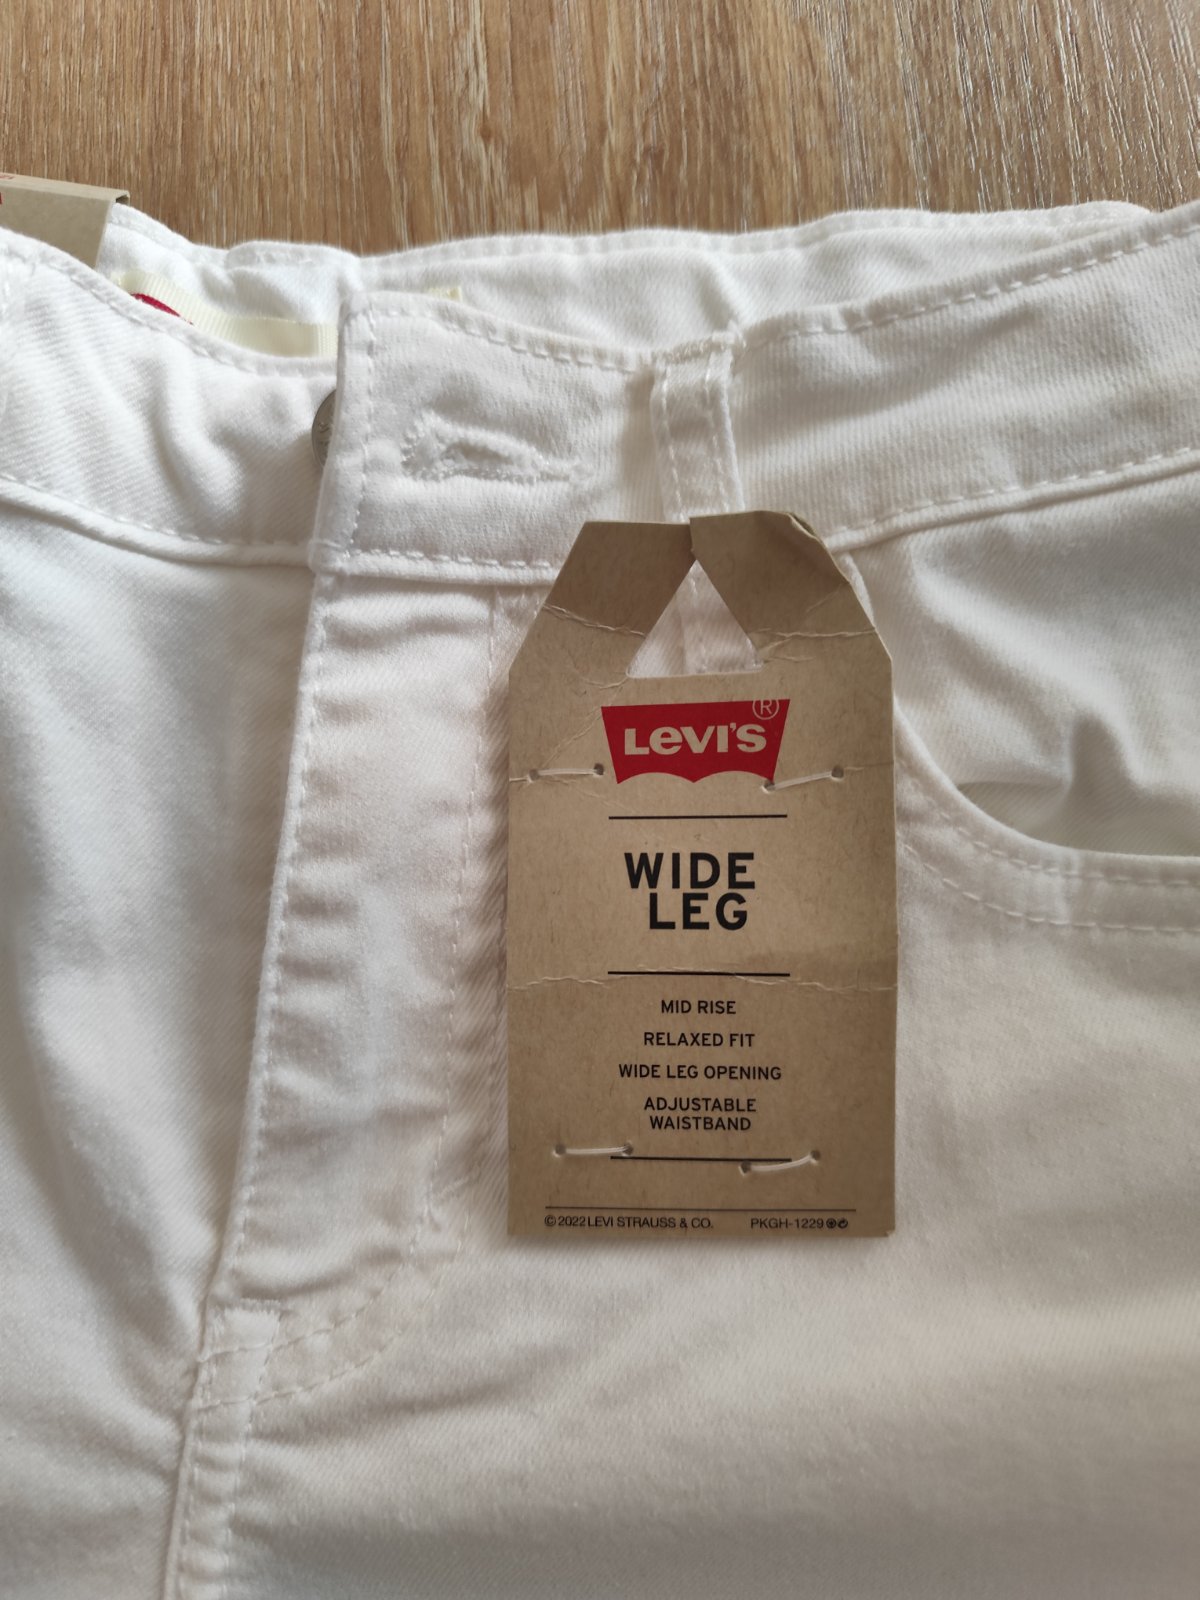 LEVI'S ®
WIDE
LEG
MID RISE
RELAXED FIT
WIDE LEG OPENING
ADJUSTABLE
WAISTBAND
© 2022 LEVI STRAUSS & CO. PKGH-1229